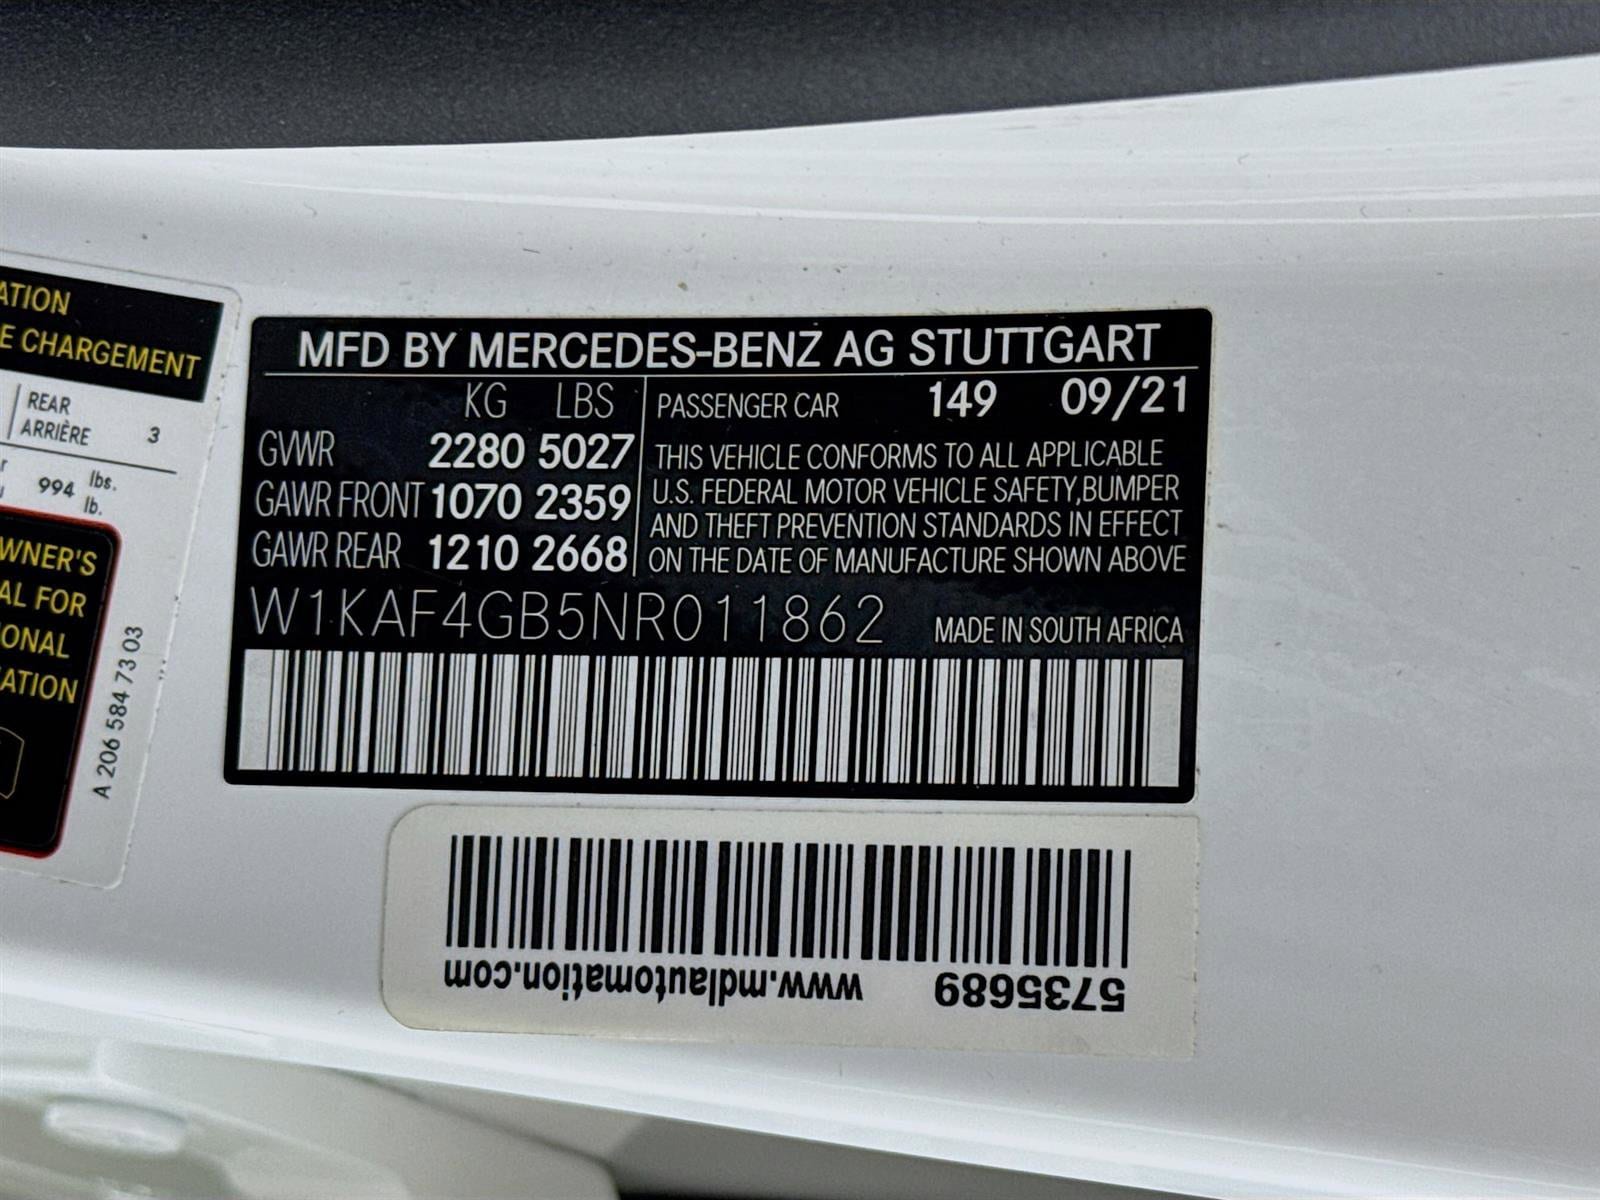 ATION
E CHARGEMENT
REAR
ARRIÈRE 3
994 lbs.
lb.
WNER'S
AL FOR
IONAL
ATION
A 206 584 73 03
MFD BY MERCEDES-BENZ AG STUTTGART
KG LBS
PASSENGER CAR 149 09/21
GVWR 2280 5027
GAWR FRONT 1070 2359
GAWR REAR 1210 2668
THIS VEHICLE CONFORMS TO ALL APPLICABLE
U.S. FEDERAL MOTOR VEHICLE SAFETY,BUMPER
AND THEFT PREVENTION STANDARDS IN EFFECT
ON THE DATE OF MANUFACTURE SHOWN ABOVE
W1KAF4GB5NR011862
MADE IN SOUTH AFRICA
5735689 www.mdlautomation.com